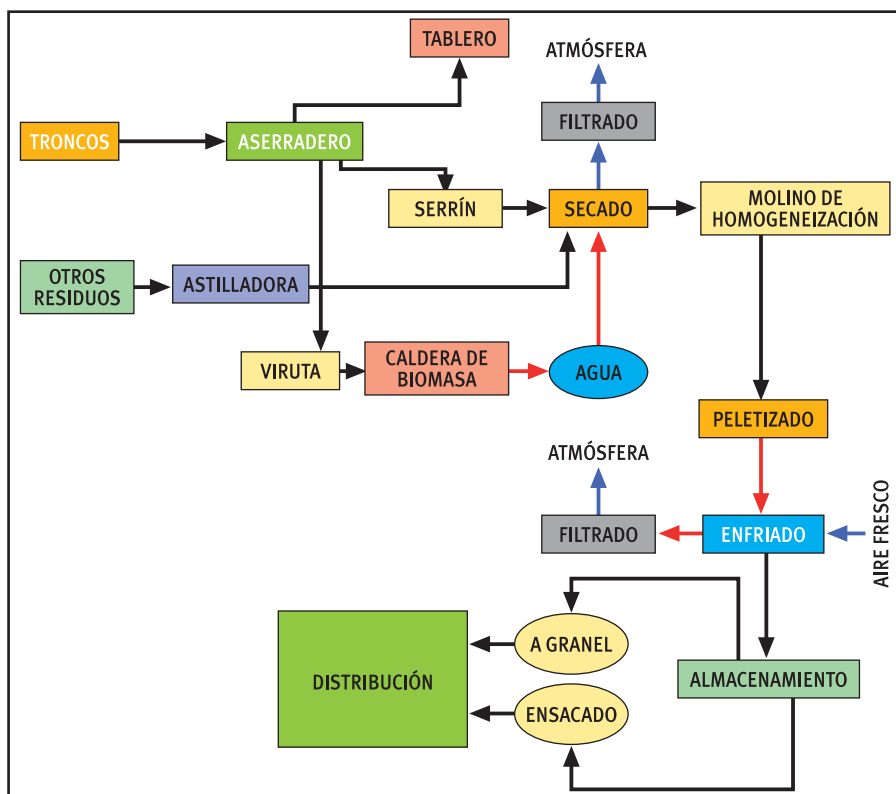 TABLERO
ATMÓSFERA
FILTRADO
TRONCOS
ASERRADERO
SERRÍN
SECADO
MOLINO DE
HOMOGENEIZACIÓN
OTROS
RESIDUOS
ASTILLADORA
VIRUTA
CALDERA DE
BIOMASA
AGUA
PELETIZADO
ATMÓSFERA
FILTRADO
ENFRIADO
AIRE FRESCO
A GRANEL
DISTRIBUCIÓN
ALMACENAMIENTO
ENSACADO